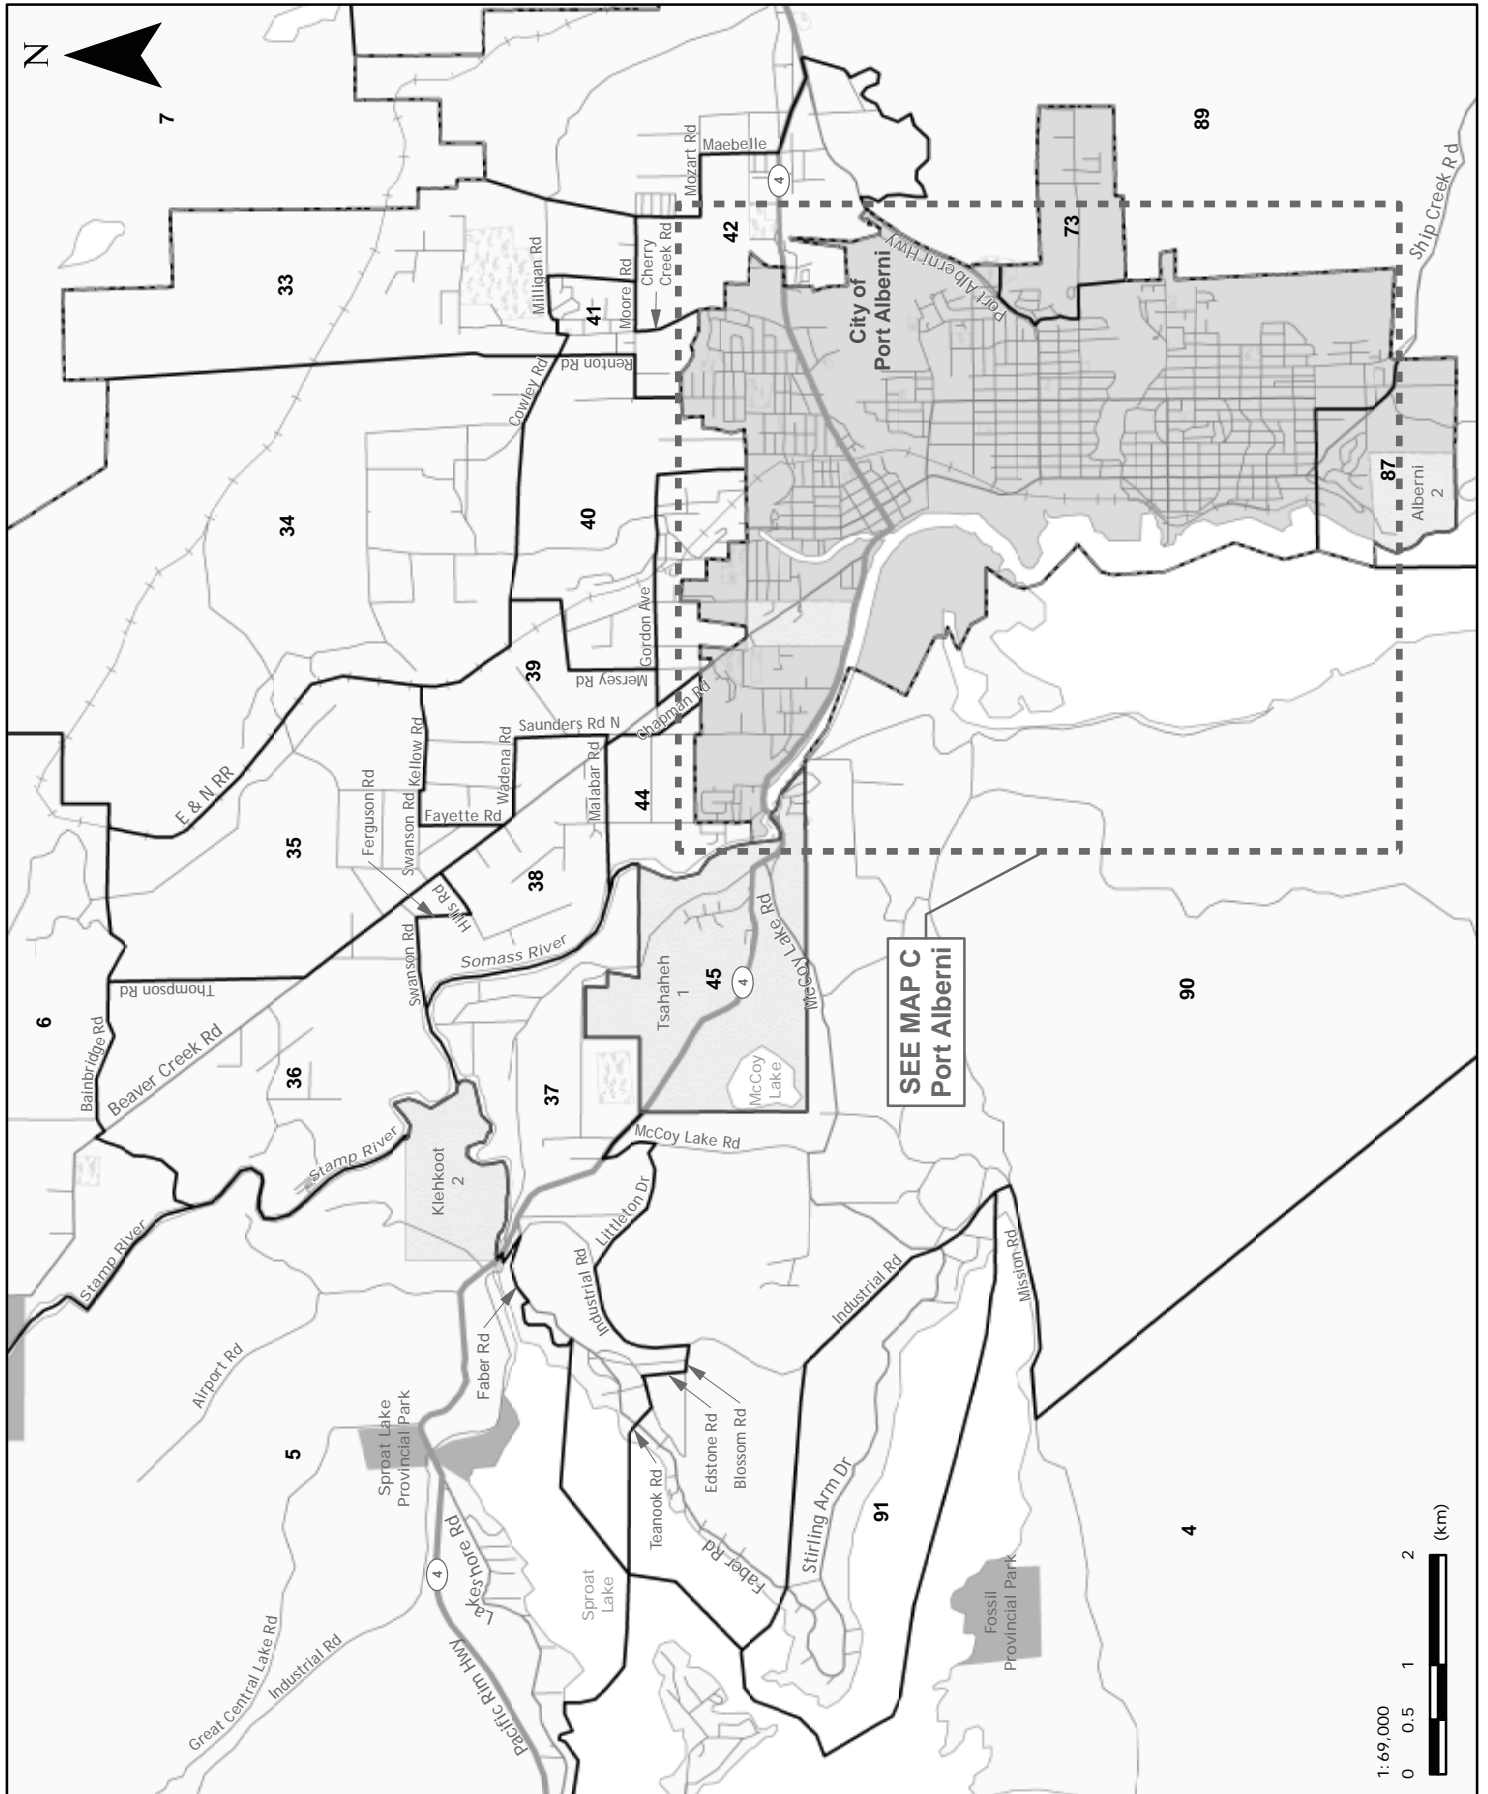 N
7
33
34
35
6
36
5
41
40
39
38
37
42
44
45
73
89
87
90
91
4
Mozart Rd
Maebelle
4
Milligan Rd
Moore Rd
Cherry
Creek Rd
Renton Rd
Cowley Rd
City of
Port Alberni
Port Alberni Hwy
Ship Creek Rd
Alberni
2
Gordon Ave
Mersey Rd
Chapman Rd
Saunders Rd N
Malabar Rd
Wadena Rd
Kellow Rd
Fayette Rd
Swanson Rd
Ferguson Rd
Hills Rd
E & N RR
Swanson Rd
Somass River
Thompson Rd
Bainbridge Rd
Beaver Creek Rd
Stamp River
Stamp River
Klehkoot
2
Tsahaheh
1
4
McCoy Lake Rd
McCoy
Lake
McCoy Lake Rd
SEE MAP C
Port Alberni
Littleton Dr
Industrial Rd
Faber Rd
Airport Rd
Sproat Lake
Provincial Park
Edstone Rd
Blossom Rd
Teanook Rd
Faber Rd
Industrial Rd
Mission Rd
Stirling Arm Dr
Sproat
Lake
Lakeshore Rd
4
Pacific Rim Hwy
Great Central Lake Rd
Industrial Rd
Fossil
Provincial Park
1:69,000
0 0.5 1 2 (km)